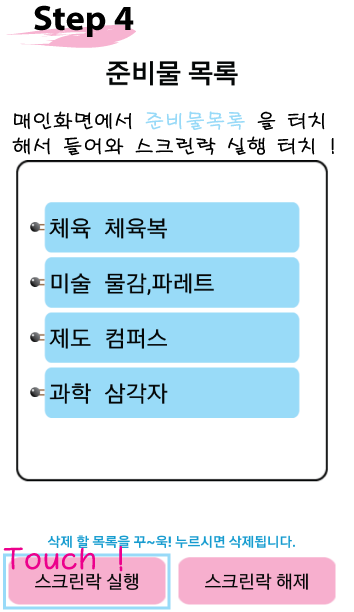 Step 4
준비물 목록
매인화면에서 준비물목록 을 터치
해서 들어와 스크린락 실행 터치 !
체육 체육복
미술 물감,파레트
제도 컴퍼스
과학 삼각자
삭제 할 목록을 꾸~욱! 누르시면 삭제됩니다.
Touch !
스크린락 실행 스크린락 해제